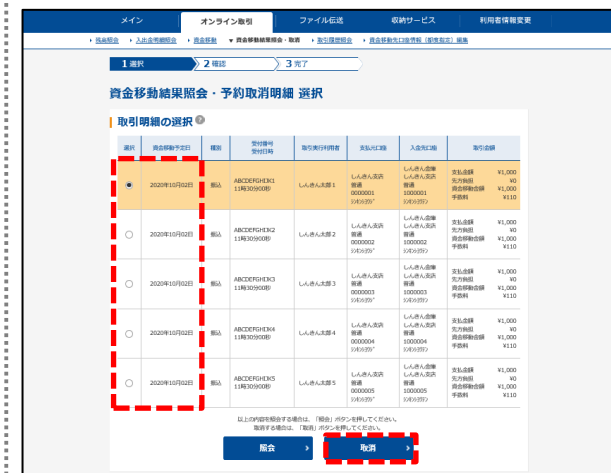 メイン
オンライン取引
ファイル伝送
収納サービス
利用者情報変更
残高照会
入出金明細照会
資金移動
資金移動結果照会・取消
取引履歴照会
資金移動先口座情報（都度指定）編集
1 選択
2 確認
3 完了
資金移動結果照会・予約取消明細 選択
取引明細の選択
選択
資金移動予定日
種別
受付番号
受付日時
取引実行利用者
支払元口座
入金先口座
取引金額
2020年10月02日
振込
ABCDEFGHIJK1
11時30分00秒
しんきん太郎１
しんきん支店
普通
0000001
しんきん金庫
しんきん支店
普通
1000001
支払金額 ¥1,000
先方負担 ¥0
資金移動金額 ¥1,000
手数料 ¥110
2020年10月02日
振込
ABCDEFGHIJK2
11時30分00秒
しんきん太郎２
しんきん支店
普通
0000002
しんきん金庫
しんきん支店
普通
1000002
支払金額 ¥1,000
先方負担 ¥0
資金移動金額 ¥1,000
手数料 ¥110
2020年10月02日
振込
ABCDEFGHIJK3
11時30分00秒
しんきん太郎３
しんきん支店
普通
0000003
しんきん金庫
しんきん支店
普通
1000003
支払金額 ¥1,000
先方負担 ¥0
資金移動金額 ¥1,000
手数料 ¥110
2020年10月02日
振込
ABCDEFGHIJK4
11時30分00秒
しんきん太郎４
しんきん支店
普通
0000004
しんきん金庫
しんきん支店
普通
1000004
支払金額 ¥1,000
先方負担 ¥0
資金移動金額 ¥1,000
手数料 ¥110
2020年10月02日
振込
ABCDEFGHIJK5
11時30分00秒
しんきん太郎５
しんきん支店
普通
0000005
しんきん金庫
しんきん支店
普通
1000005
支払金額 ¥1,000
先方負担 ¥0
資金移動金額 ¥1,000
手数料 ¥110
以上の内容を照会する場合は、「照会」ボタンを押してください。
取消する場合は、「取消」ボタンを押してください。
照会
取消